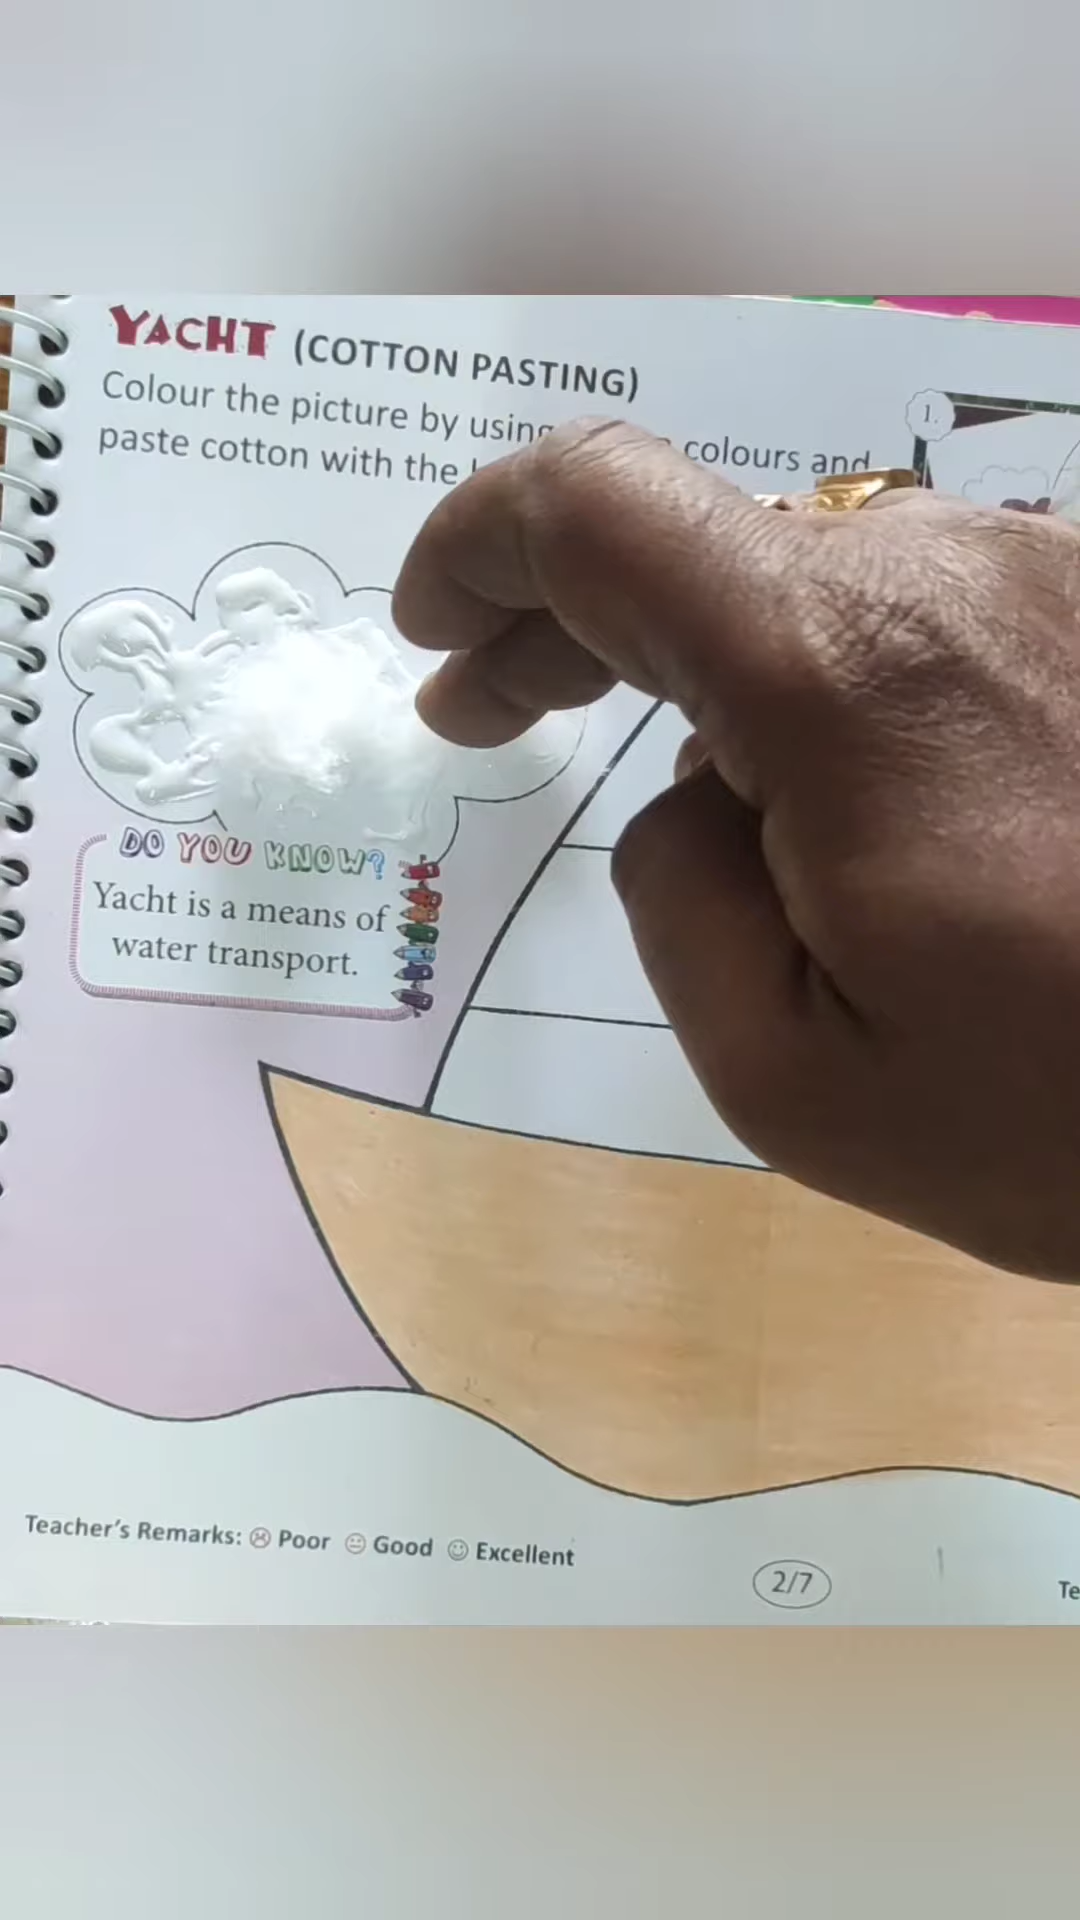 YACHT (COTTON PASTING)
Colour the picture by using colours and
paste cotton with the
1.
DO YOU KNOW?
Yacht is a means of
water transport.
Teacher's Remarks: Poor Good Excellent
2/7
Te